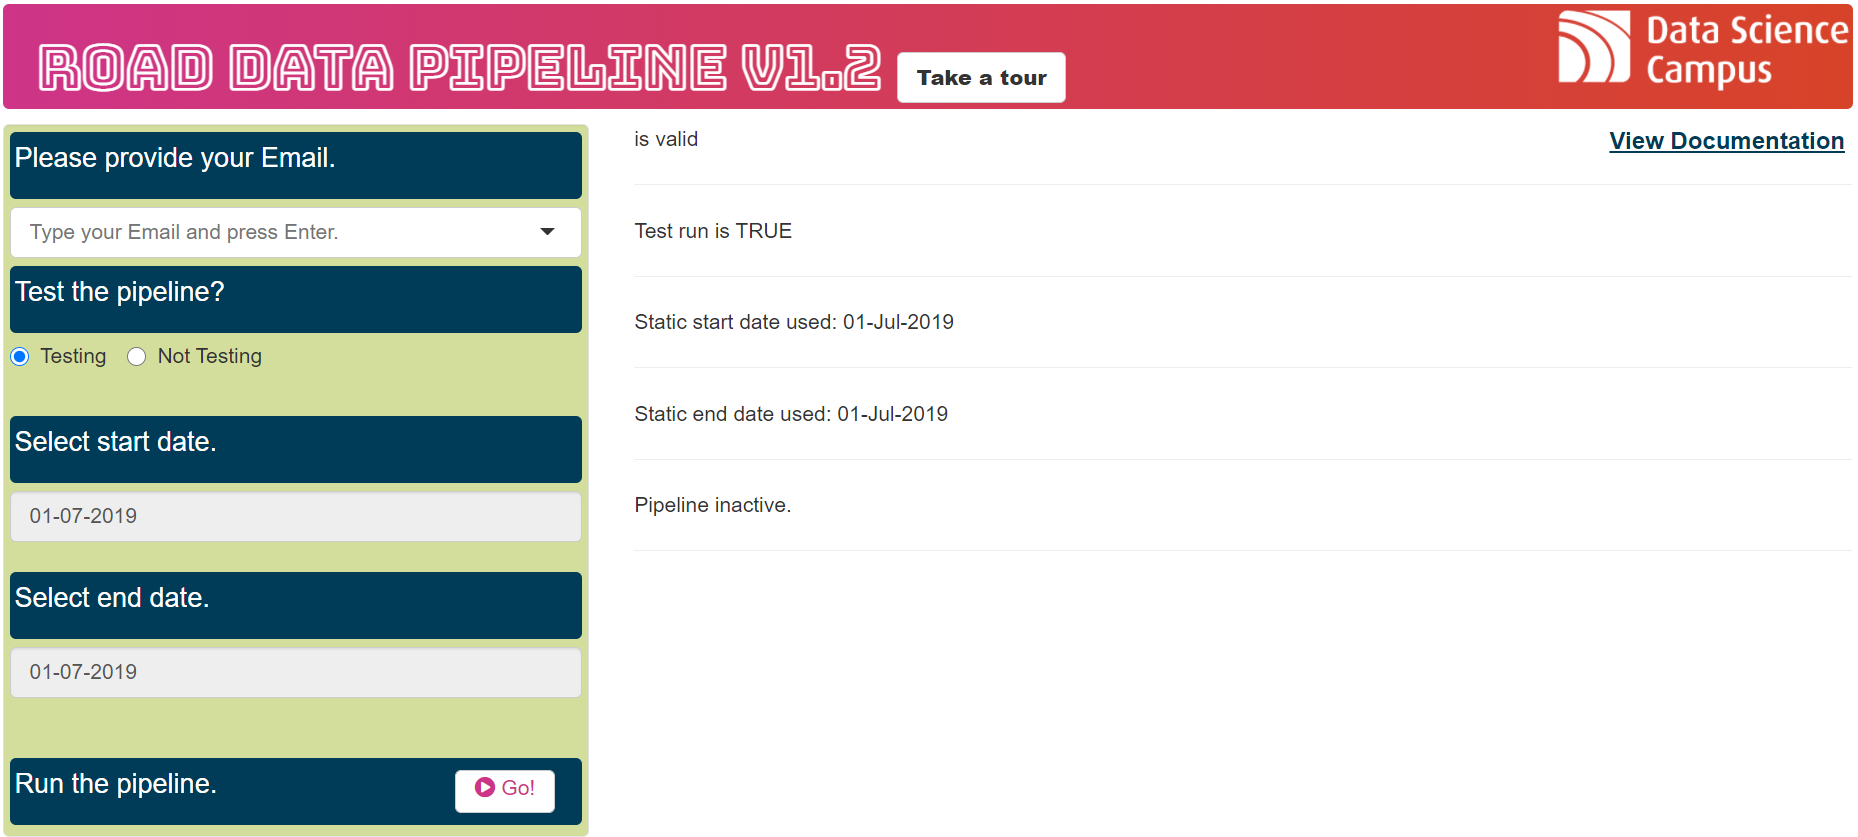 ROAD DATA PIPELINE V1.2
Take a tour
Data Science
Campus
Please provide your Email.
Type your Email and press Enter.
Test the pipeline?
Testing
Not Testing
Select start date.
01-07-2019
Select end date.
01-07-2019
Run the pipeline.
Go!
is valid
View Documentation
Test run is TRUE
Static start date used: 01-Jul-2019
Static end date used: 01-Jul-2019
Pipeline inactive.